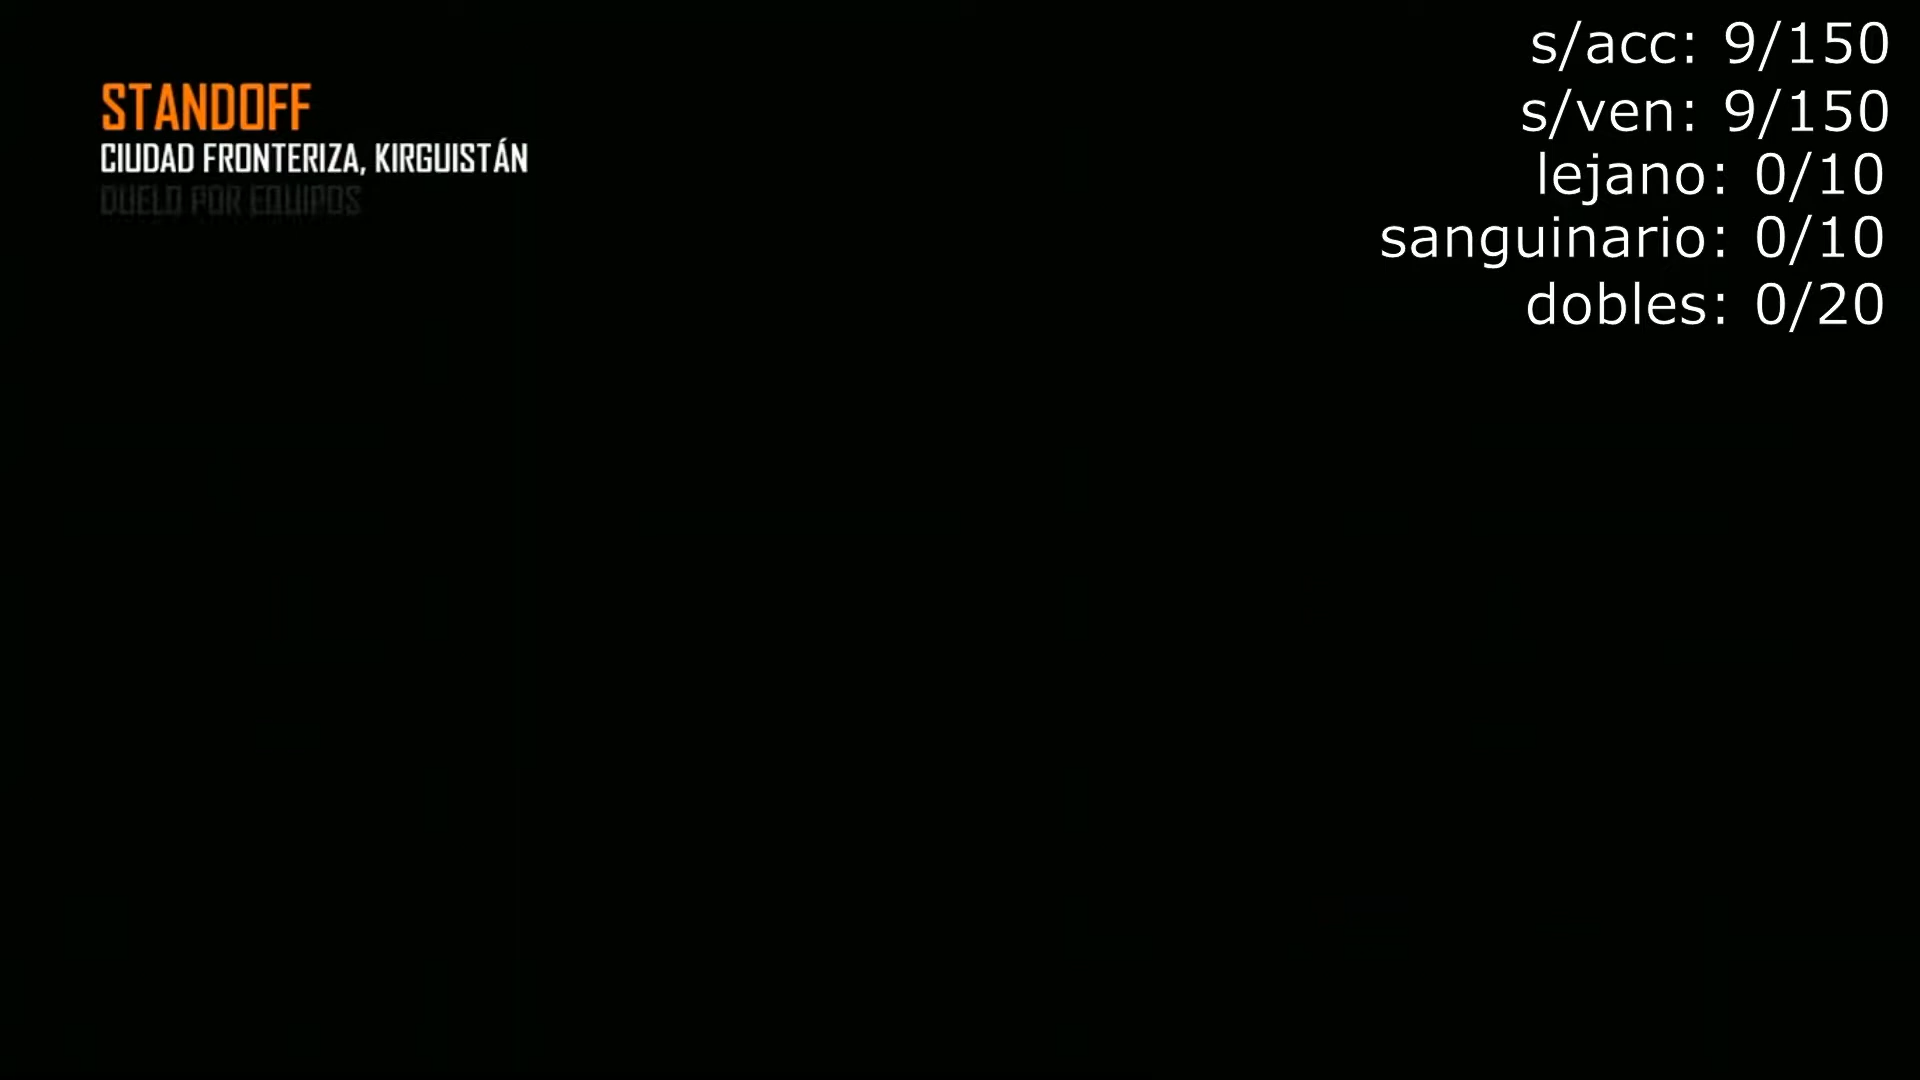 STANDOFF
CIUDAD FRONTERIZA, KIRGUISTÁN
DUELO POR EQUIPOS
s/acc: 9/150
s/ven: 9/150
lejano: 0/10
sanguinario: 0/10
dobles: 0/20